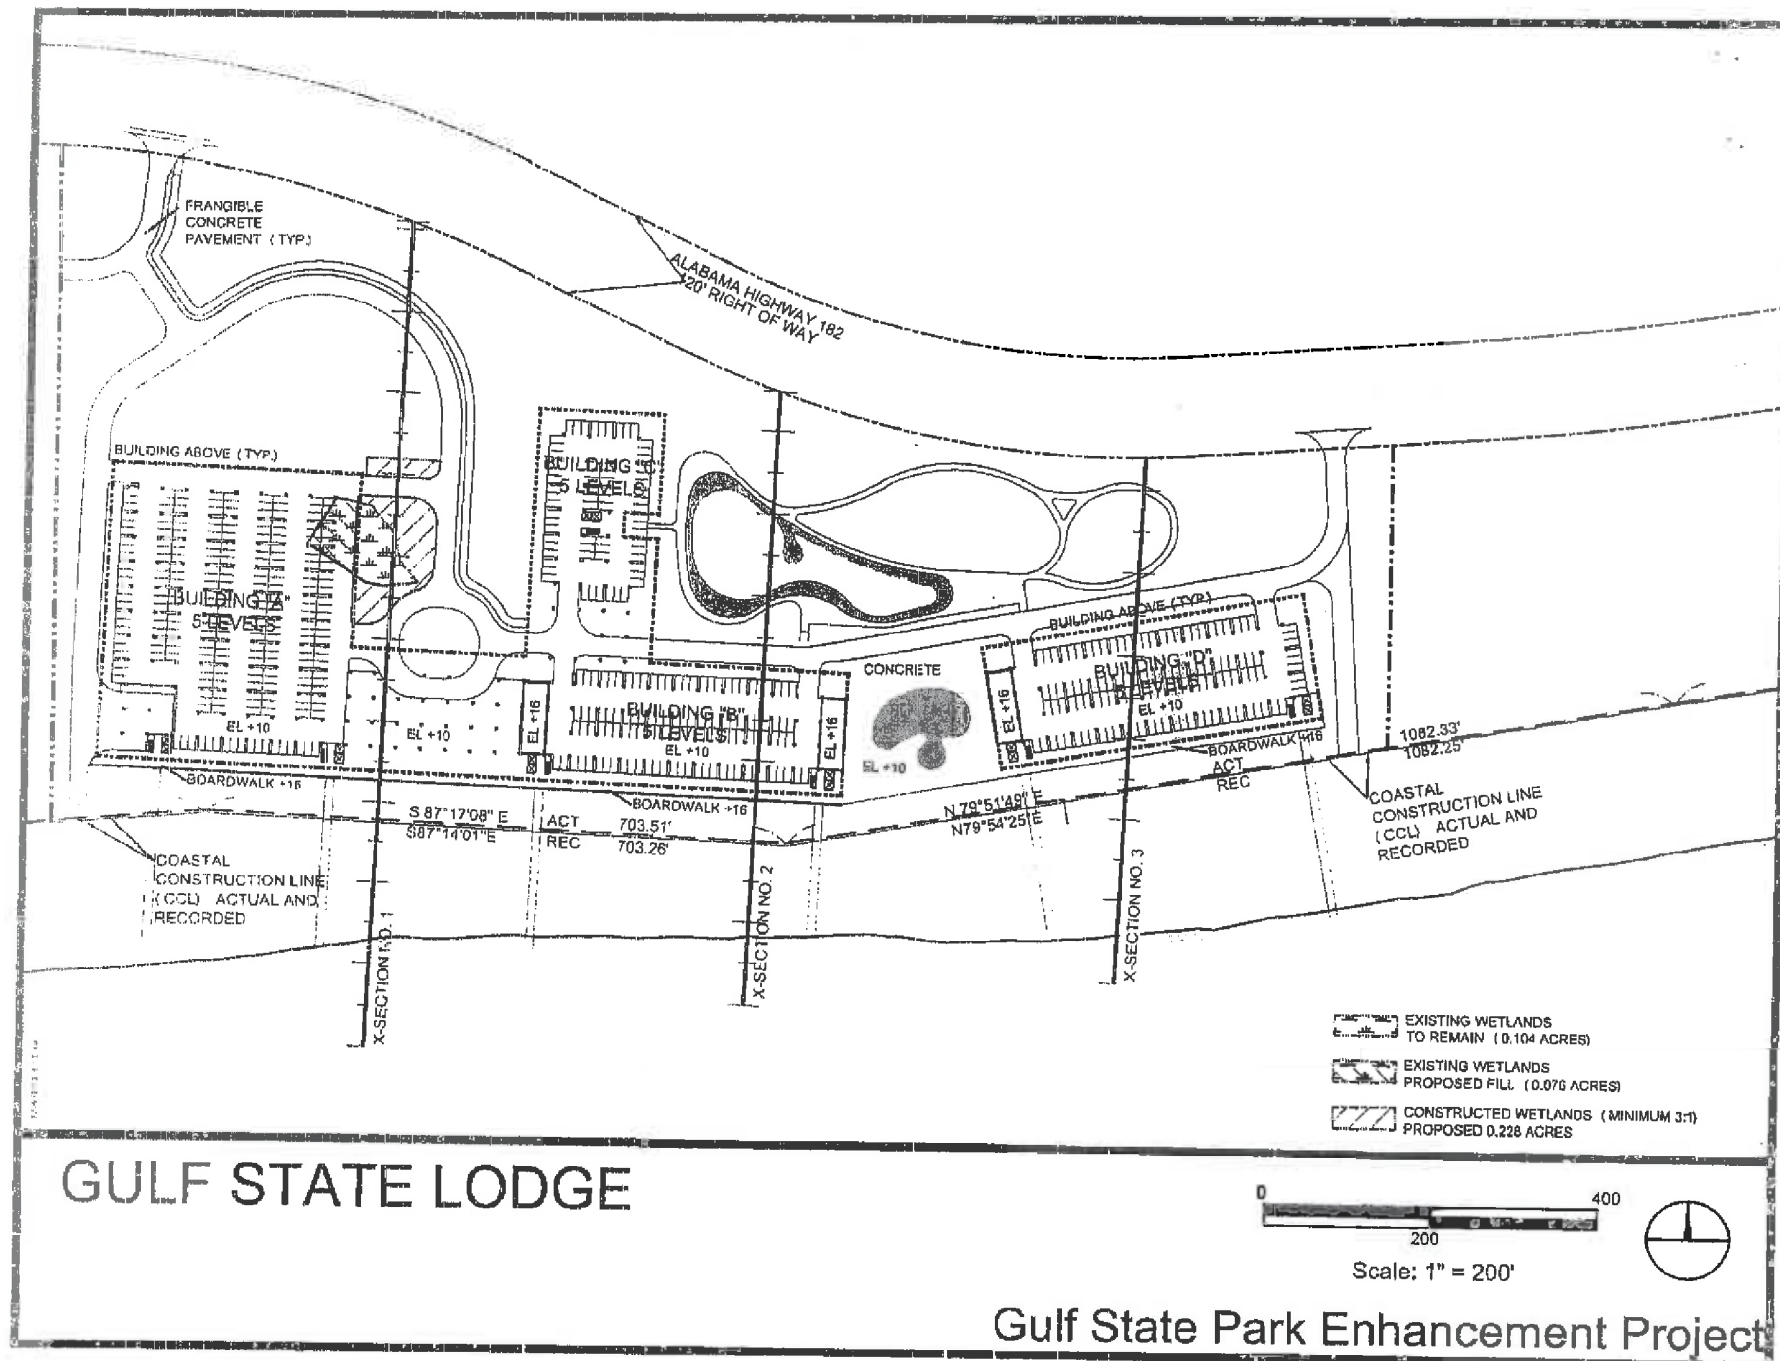 FRANGIBLE
CONCRETE
PAVEMENT (TYP.)
ALABAMA HIGHWAY 182
120' RIGHT OF WAY
BUILDING ABOVE (TYP.)
BUILDING "C"
5 LEVELS
BUILDING "A"
5 LEVELS
BUILDING ABOVE (TYP.)
CONCRETE
BUILDING "D"
5 LEVELS
EL +10
EL +16
BUILDING "B"
5 LEVELS
EL +10
EL +16
EL +16
EL +10
EL +10
EL +10
BOARDWALK +16
BOARDWALK +16
BOARDWALK +16
1082.33'
1082.25'
ACT
REC
S 87°17'08" E
S87°14'01"E
ACT
REC
703.51'
703.26'
N 79°51'49" E
N79°54'25"E
COASTAL
CONSTRUCTION LINE
(CCL) ACTUAL AND
RECORDED
COASTAL
CONSTRUCTION LINE
(CCL) ACTUAL AND
RECORDED
X-SECTION NO. 1
X-SECTION NO. 2
X-SECTION NO. 3
EXISTING WETLANDS
TO REMAIN (0.104 ACRES)
EXISTING WETLANDS
PROPOSED FILL (0.076 ACRES)
CONSTRUCTED WETLANDS (MINIMUM 3:1)
PROPOSED 0.228 ACRES
GULF STATE LODGE
0
400
200
Scale: 1" = 200'
Gulf State Park Enhancement Project